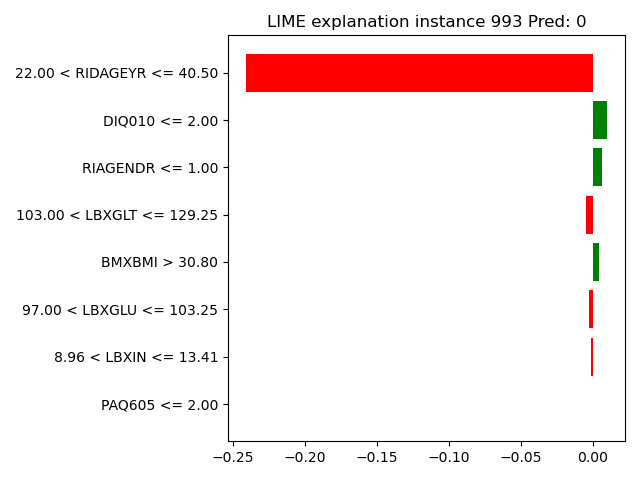 LIME explanation instance 993 Pred: 0
22.00 < RIDAGEYR <= 40.50
DIQ010 <= 2.00
RIAGENDR <= 1.00
103.00 < LBXGLT <= 129.25
BMXBMI > 30.80
97.00 < LBXGLU <= 103.25
8.96 < LBXIN <= 13.41
PAQ605 <= 2.00
−0.25 −0.20 −0.15 −0.10 −0.05 0.00